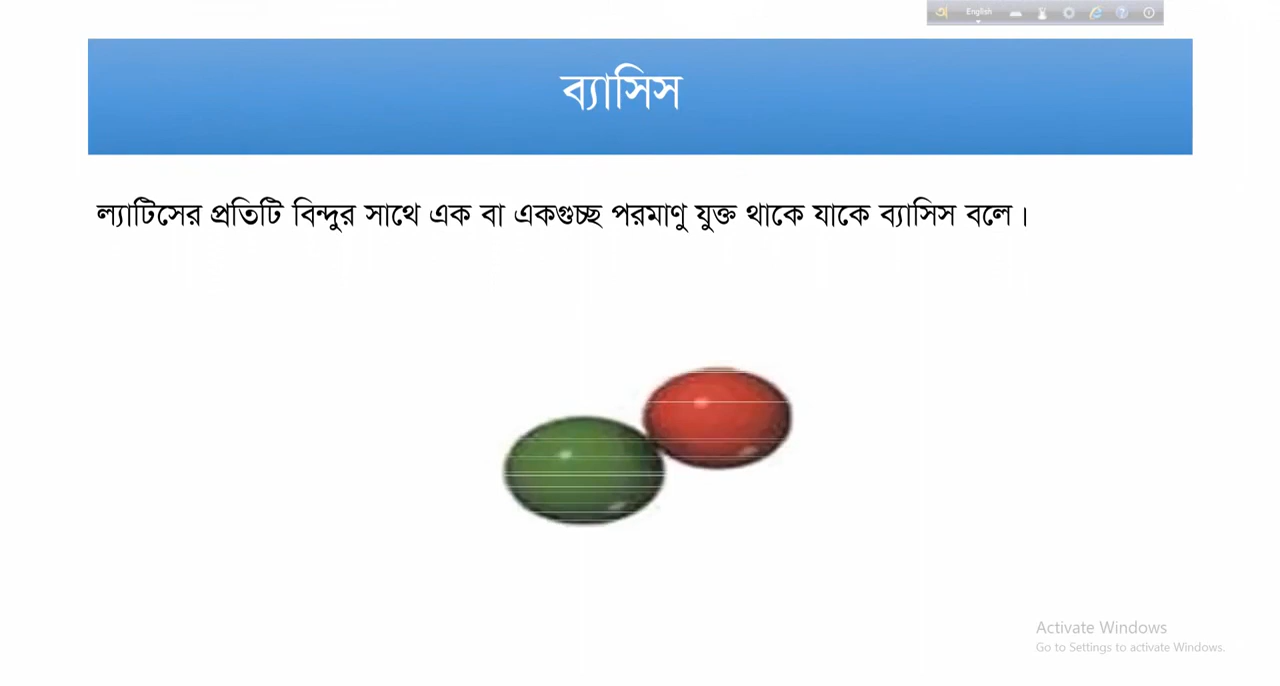 অ English
ব্যাসিস
ল্যাটিসের প্রতিটি বিন্দুর সাথে এক বা একগুচ্ছ পরমাণু যুক্ত থাকে যাকে ব্যাসিস বলে।
Activate Windows
Go to Settings to activate Windows.